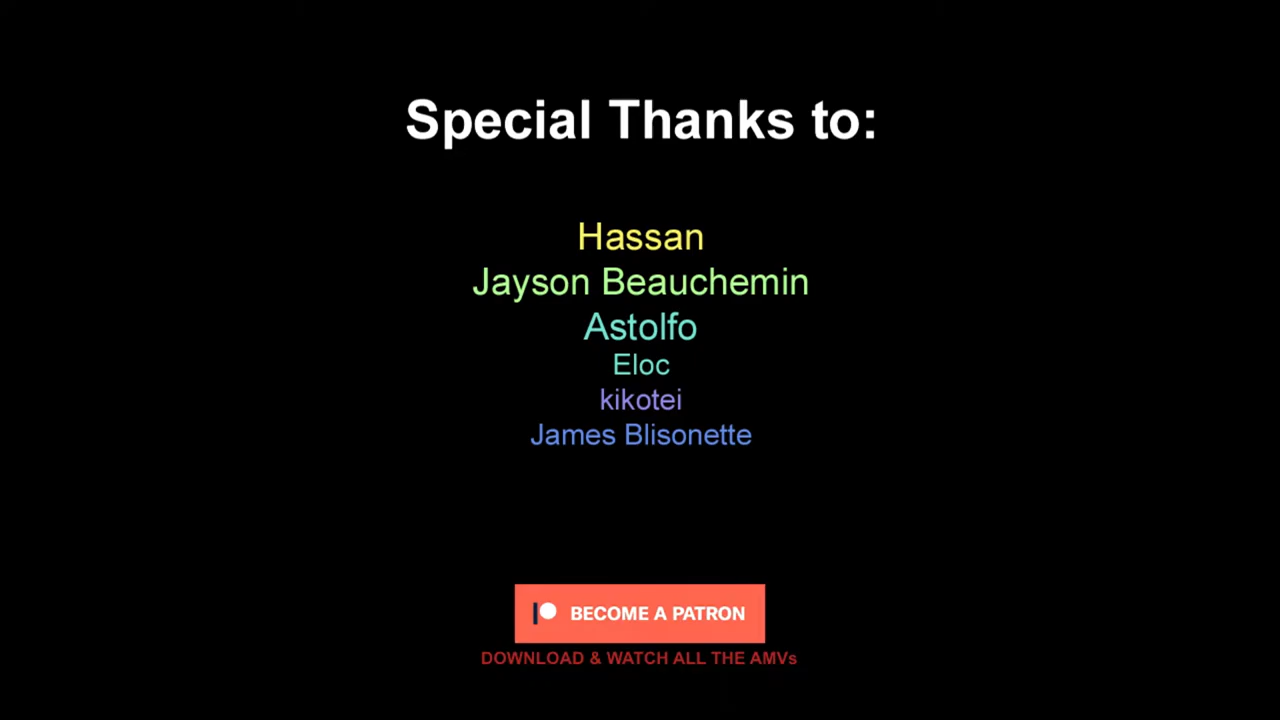 Special Thanks to:
Hassan
Jayson Beauchemin
Astolfo
Eloc
kikotei
James Blisonette
BECOME A PATRON
DOWNLOAD & WATCH ALL THE AMVs